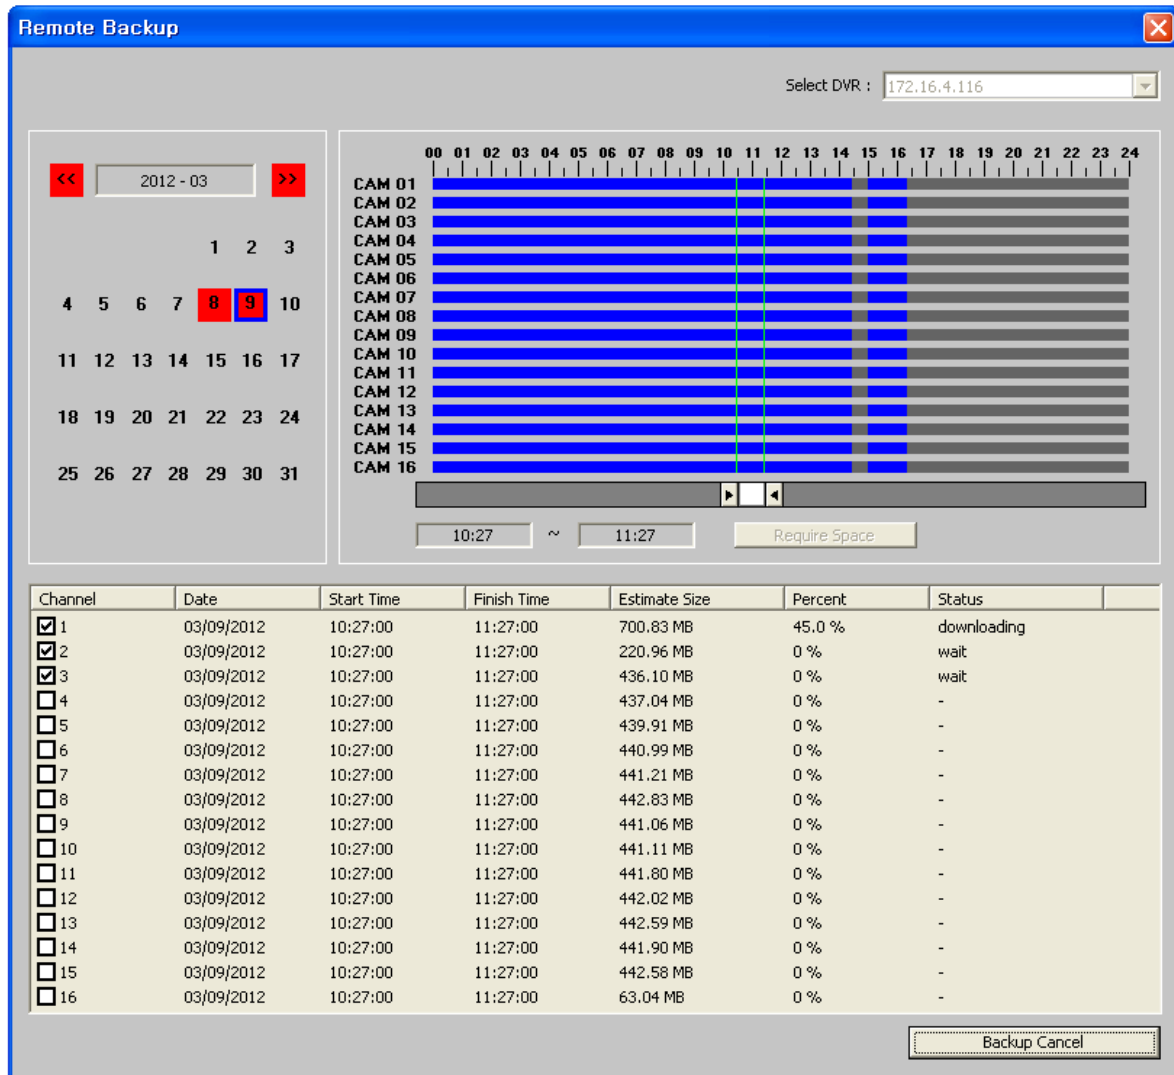 Remote Backup
Select DVR : 172.16.4.116
<< 2012 - 03 >>
1 2 3
4 5 6 7 8 9 10
11 12 13 14 15 16 17
18 19 20 21 22 23 24
25 26 27 28 29 30 31
00 01 02 03 04 05 06 07 08 09 10 11 12 13 14 15 16 17 18 19 20 21 22 23 24
CAM 01
CAM 02
CAM 03
CAM 04
CAM 05
CAM 06
CAM 07
CAM 08
CAM 09
CAM 10
CAM 11
CAM 12
CAM 13
CAM 14
CAM 15
CAM 16
10:27 ~ 11:27 Require Space
Channel Date Start Time Finish Time Estimate Size Percent Status
1 03/09/2012 10:27:00 11:27:00 700.83 MB 45.0 % downloading
2 03/09/2012 10:27:00 11:27:00 220.96 MB 0 % wait
3 03/09/2012 10:27:00 11:27:00 436.10 MB 0 % wait
4 03/09/2012 10:27:00 11:27:00 437.04 MB 0 % -
5 03/09/2012 10:27:00 11:27:00 439.91 MB 0 % -
6 03/09/2012 10:27:00 11:27:00 440.99 MB 0 % -
7 03/09/2012 10:27:00 11:27:00 441.21 MB 0 % -
8 03/09/2012 10:27:00 11:27:00 442.83 MB 0 % -
9 03/09/2012 10:27:00 11:27:00 441.06 MB 0 % -
10 03/09/2012 10:27:00 11:27:00 441.11 MB 0 % -
11 03/09/2012 10:27:00 11:27:00 441.80 MB 0 % -
12 03/09/2012 10:27:00 11:27:00 442.02 MB 0 % -
13 03/09/2012 10:27:00 11:27:00 442.59 MB 0 % -
14 03/09/2012 10:27:00 11:27:00 441.90 MB 0 % -
15 03/09/2012 10:27:00 11:27:00 442.58 MB 0 % -
16 03/09/2012 10:27:00 11:27:00 63.04 MB 0 % -
Backup Cancel